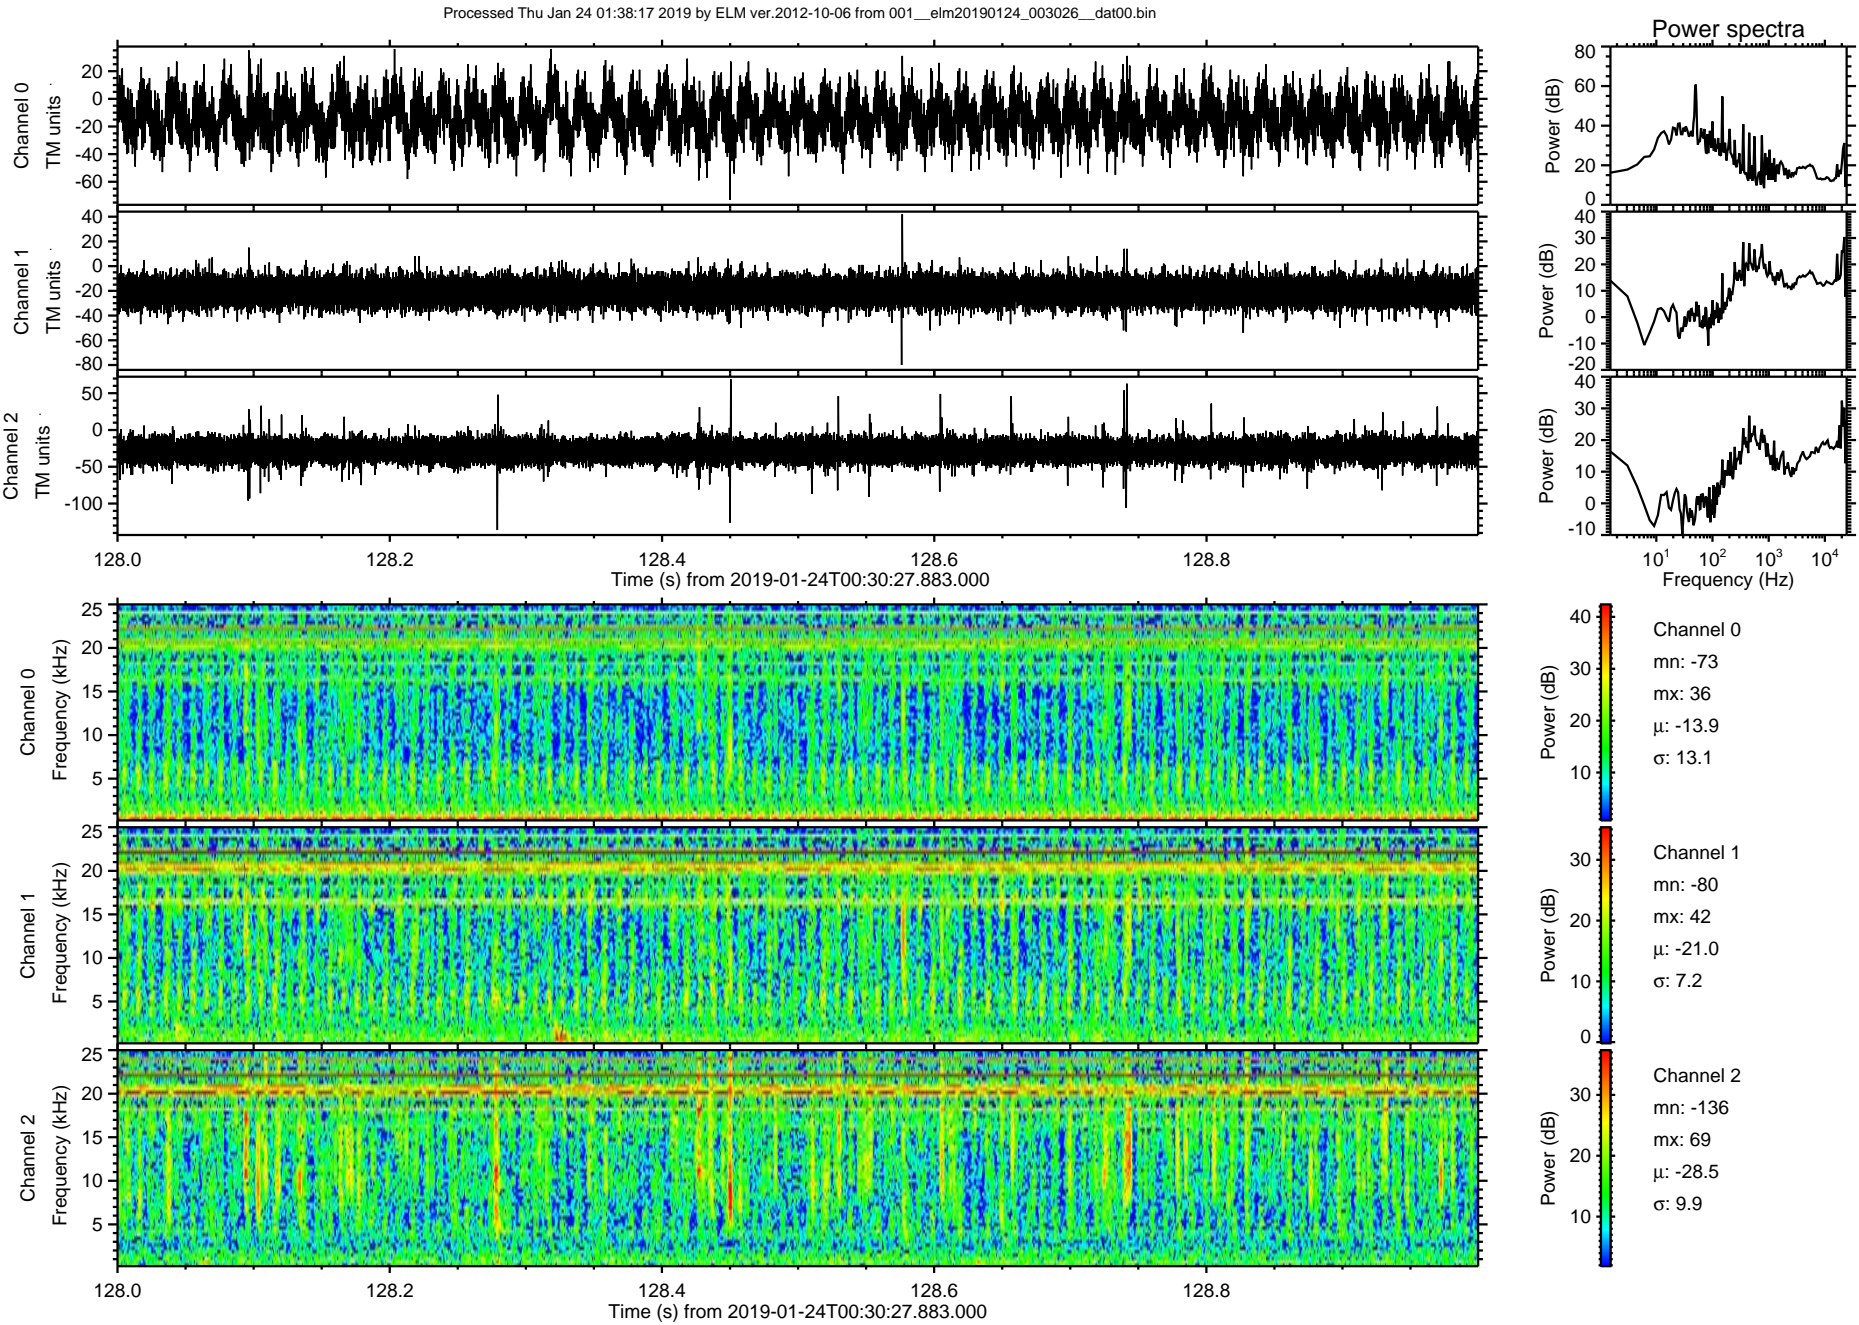 Processed Thu Jan 24 01:38:17 2019 by ELM ver.2012-10-06 from 001__elm20190124_003026__dat00.bin
Power spectra
Channel 0
TM units
20
0
-20
-40
-60
Power (dB)
80
60
40
20
0
Channel 1
TM units
40
20
0
-20
-40
-60
-80
Power (dB)
40
30
20
10
0
-10
-20
Channel 2
TM units
50
0
-50
-100
Power (dB)
40
30
20
10
0
-10
128.0 128.2 128.4 128.6 128.8
Time (s) from 2019-01-24T00:30:27.883.000
10¹ 10² 10³ 10⁴
Frequency (Hz)
Channel 0
Frequency (kHz)
25
20
15
10
5
Power (dB)
40
30
20
10
Channel 0
mn: -73
mx: 36
μ: -13.9
σ: 13.1
Channel 1
Frequency (kHz)
25
20
15
10
5
Power (dB)
30
20
10
0
Channel 1
mn: -80
mx: 42
μ: -21.0
σ: 7.2
Channel 2
Frequency (kHz)
25
20
15
10
5
Power (dB)
30
20
10
Channel 2
mn: -136
mx: 69
μ: -28.5
σ: 9.9
128.0 128.2 128.4 128.6 128.8
Time (s) from 2019-01-24T00:30:27.883.000